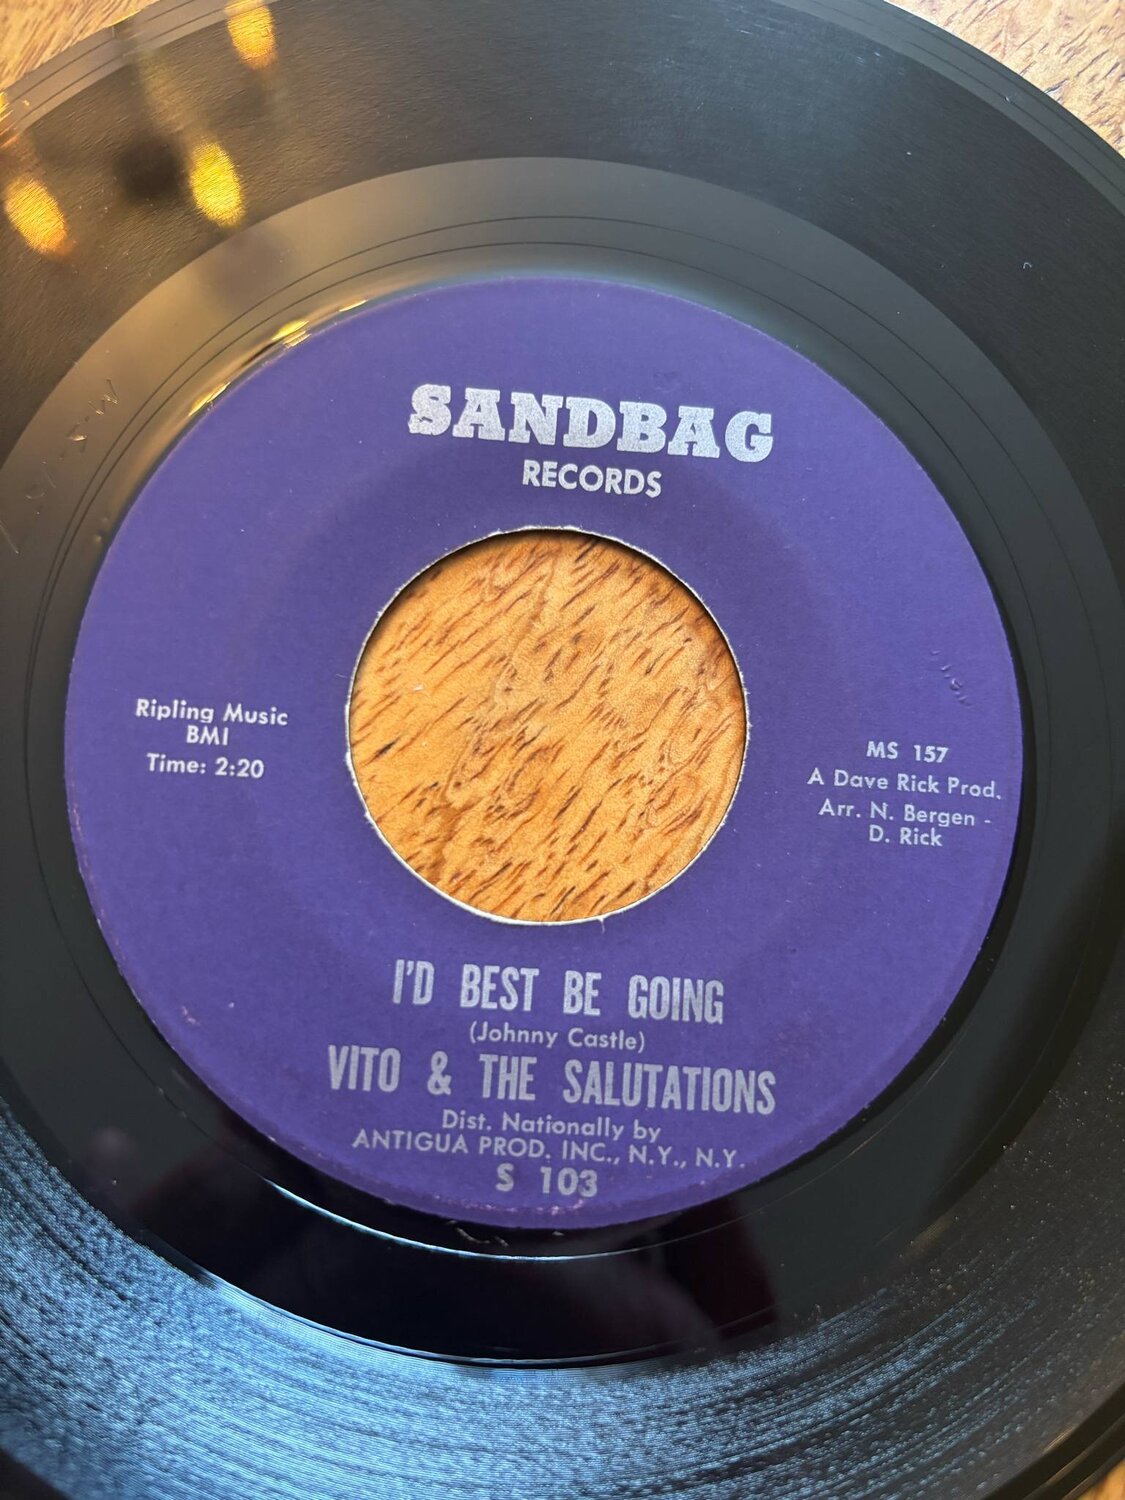 SANDBAG
RECORDS
Ripling Music
BMI
Time: 2:20
MS 157
A Dave Rick Prod.
Arr. N. Bergen -
D. Rick
I'D BEST BE GOING
(Johnny Castle)
VITO & THE SALUTATIONS
Dist. Nationally by
ANTIGUA PROD. INC., N.Y., N.Y.
S 103